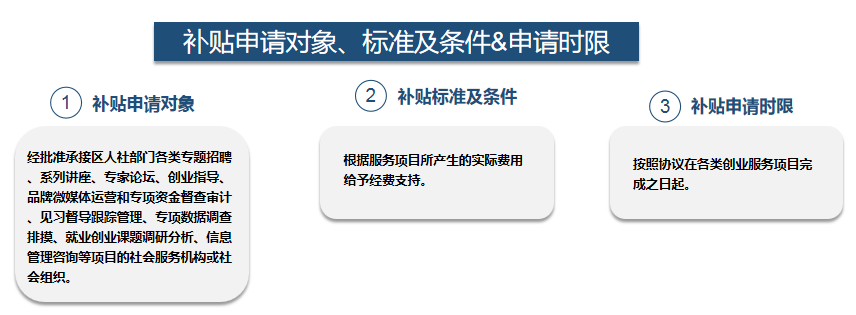 补贴申请对象、标准及条件&申请时限
1 补贴申请对象
经批准承接区人社部门各类专题招聘
、系列讲座、专家论坛、创业指导、
品牌微媒体运营和专项资金督查审计
、见习督导跟踪管理、专项数据调查
排摸、就业创业课题调研分析、信息
管理咨询等项目的社会服务机构或社
会组织。
2 补贴标准及条件
根据服务项目所产生的实际费用
给予经费支持。
3 补贴申请时限
按照协议在各类创业服务项目完
成之日起。